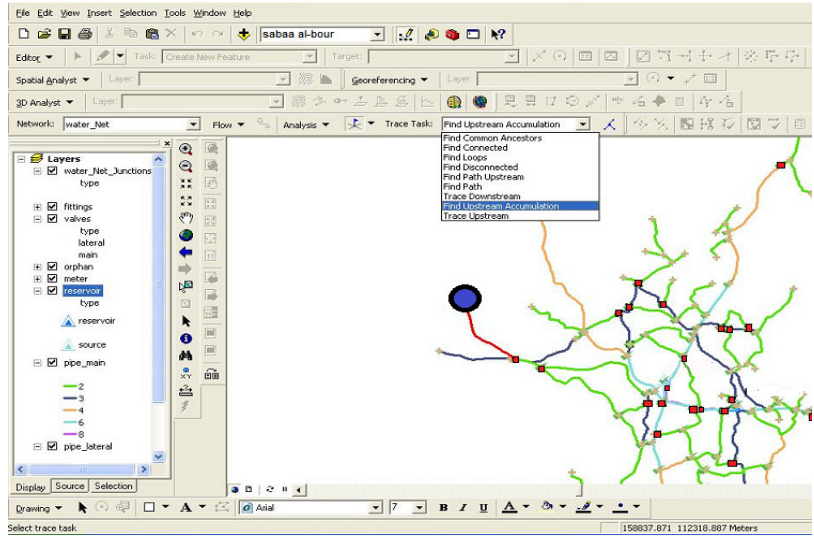 File Edit View Insert Selection Tools Window Help
sabaa al-bour
Editor Task: Create New Feature Target:
Spatial Analyst Layer: Georeferencing Layer:
3D Analyst Layer:
Network: water_Net Flow Analysis Trace Task: Find Upstream Accumulation
Find Common Ancestors
Find Connected
Find Loops
Find Disconnected
Find Path Upstream
Find Path
Trace Downstream
Find Upstream Accumulation
Trace Upstream
Layers
water_Net_Junctions
type
fittings
valves
type
lateral
main
orphan
meter
reservoir
type
reservoir
source
pipe_main
2
3
4
6
8
pipe_lateral
Display Source Selection
Drawing A Arial 7 B I U A
Select trace task 158837.871 112318.887 Meters